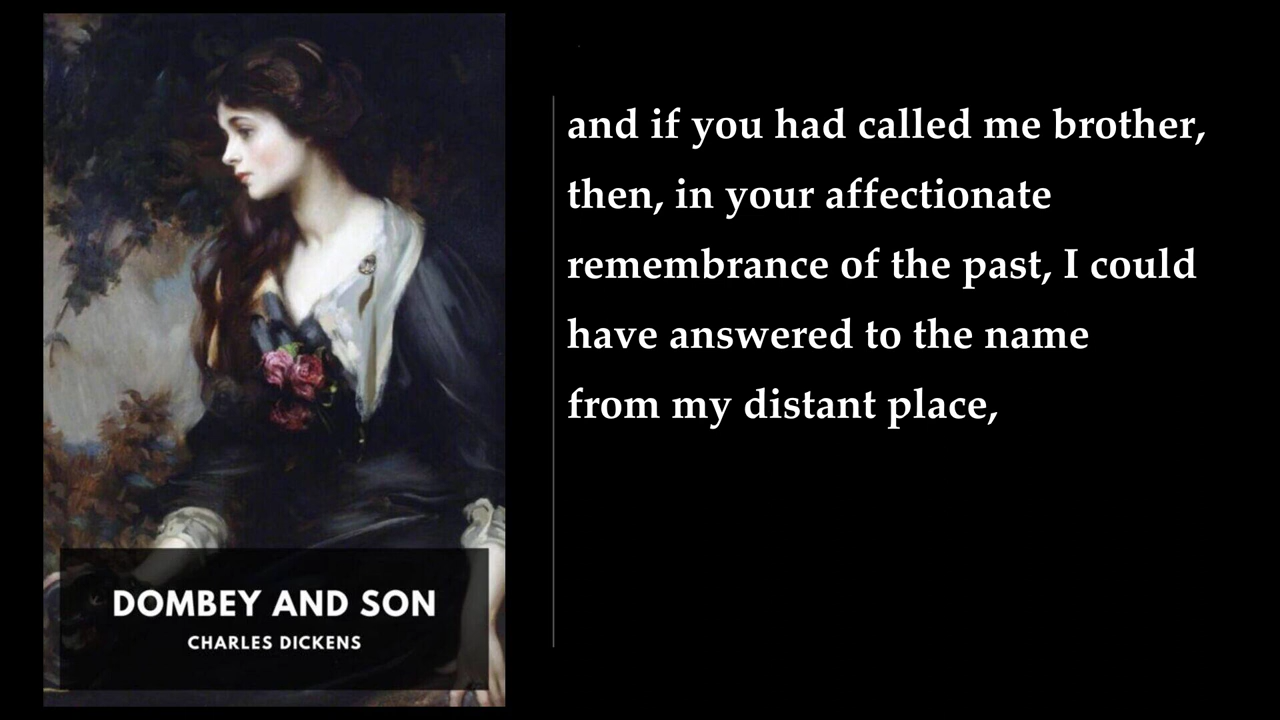 and if you had called me brother,
then, in your affectionate
remembrance of the past, I could
have answered to the name
from my distant place,
DOMBEY AND SON
CHARLES DICKENS